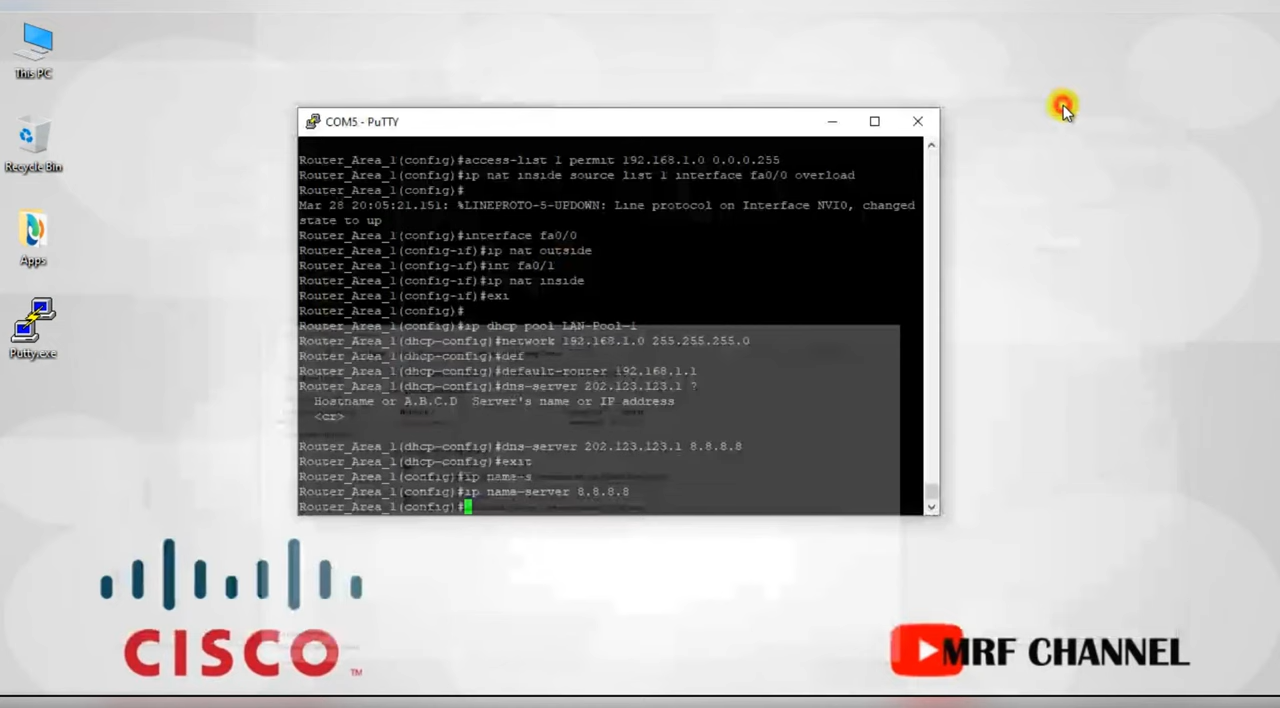 This PC
Recycle Bin
Apps
Putty.exe
COM5 - PuTTY
Router_Area_1(config)#access-list 1 permit 192.168.1.0 0.0.0.255
Router_Area_1(config)#ip nat inside source list 1 interface fa0/0 overload
Router_Area_1(config)#
Mar 28 20:05:21.151: %LINEPROTO-5-UPDOWN: Line protocol on Interface NVI0, changed
state to up
Router_Area_1(config)#interface fa0/0
Router_Area_1(config-if)#ip nat outside
Router_Area_1(config-if)#int fa0/1
Router_Area_1(config-if)#ip nat inside
Router_Area_1(config-if)#exi
Router_Area_1(config)#
Router_Area_1(config)#ip dhcp pool LAN-Pool-1
Router_Area_1(dhcp-config)#network 192.168.1.0 255.255.255.0
Router_Area_1(dhcp-config)#def
Router_Area_1(dhcp-config)#default-router 192.168.1.1
Router_Area_1(dhcp-config)#dns-server 202.123.123.1 ?
Hostname or A.B.C.D  Server's name or IP address
<cr>
Router_Area_1(dhcp-config)#dns-server 202.123.123.1 8.8.8.8
Router_Area_1(dhcp-config)#exit
Router_Area_1(config)#ip name-s
Router_Area_1(config)#ip name-server 8.8.8.8
Router_Area_1(config)#
CISCO
TM
MRF CHANNEL